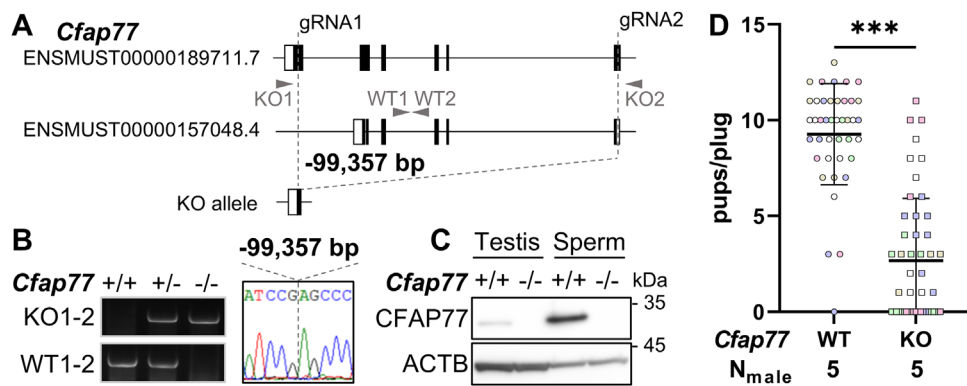 A
Cfap77
gRNA1
gRNA2
ENSMUST00000189711.7
KO1
WT1
WT2
KO2
ENSMUST00000157048.4
-99,357 bp
KO allele
B
-99,357 bp
Cfap77 +/+ +/- -/-
KO1-2
WT1-2
ATCCGAGCCC
C
Testis Sperm
Cfap77 +/+ -/- +/+ -/- kDa
CFAP77
35
45
ACTB
D
***
pups/plug
15
10
5
0
Cfap77 WT KO
Nmale 5 5